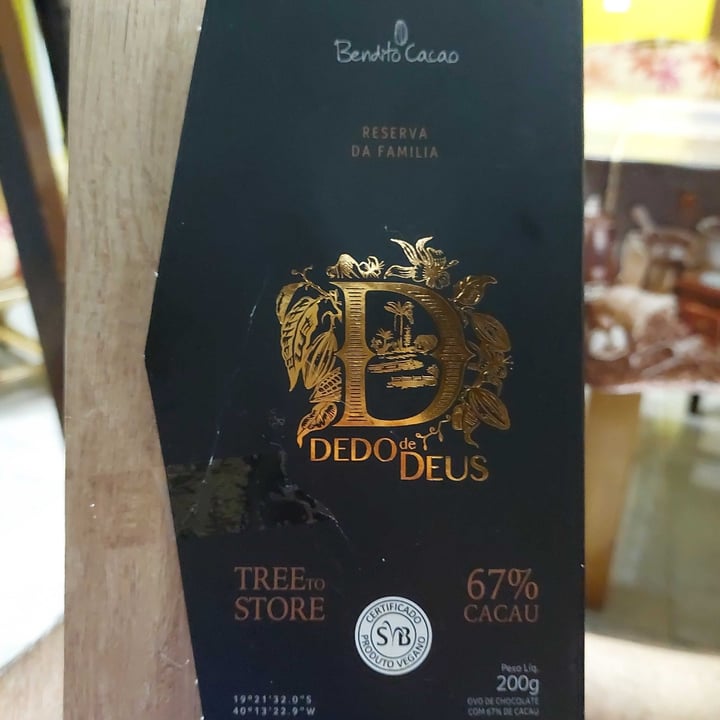 Bendito Cacao
RESERVA
DA FAMILIA
D
DEDO de DEUS
TREE TO
STORE
67%
CACAU
CERTIFICADO
SVB
PRODUTO VEGANO
Peso Líq.
200g
OVO DE CHOCOLATE
COM 67% DE CACAU
19°21'32.0"S
40°13'22.9"W